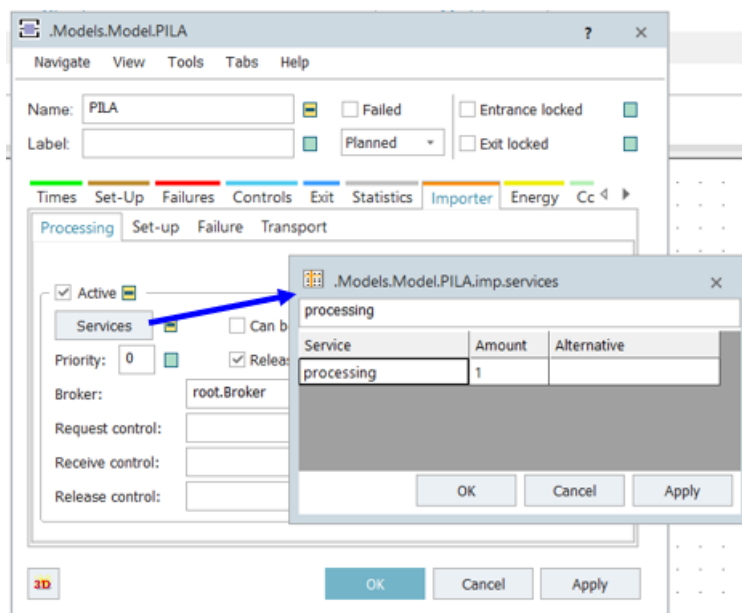 .Models.Model.PILA
?
Navigate View Tools Tabs Help
Name: PILA
Failed
Entrance locked
Label:
Planned
Exit locked
Times Set-Up Failures Controls Exit Statistics Importer Energy Cc
Processing Set-up Failure Transport
Active
Services
Can b
Priority: 0
Releas
Broker: root.Broker
Request control:
Receive control:
Release control:
.Models.Model.PILA.imp.services
processing
Service Amount Alternative
processing 1
OK Cancel Apply
3D
OK Cancel Apply